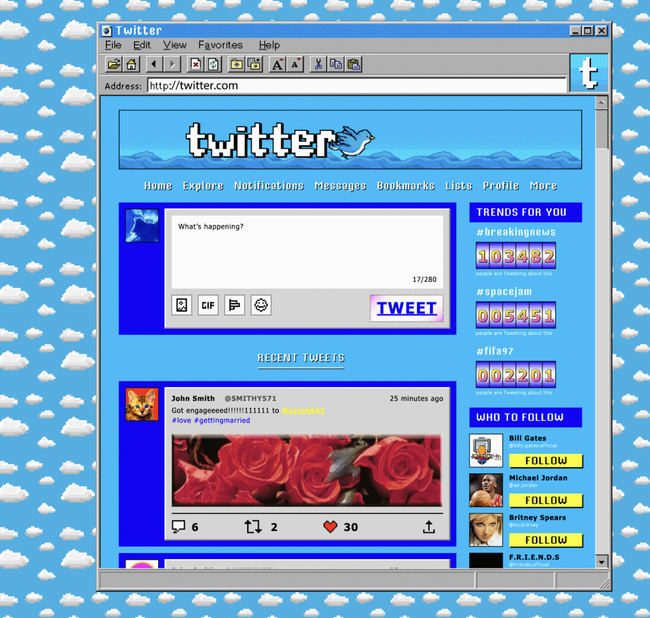 Twitter
File Edit View Favorites Help
A A
Address: http://twitter.com
t
twitter
Home Explore Notifications Messages Bookmarks Lists Profile More
What's happening?
17/280
GIF
TWEET
RECENT TWEETS
John Smith @SMITHY571 25 minutes ago
Got engageeeed!!!!!!!111111 to
#love #gettingmarried
6 2 30
TRENDS FOR YOU
#breakingnews
103482
people are Tweeting about this
#spacejam
005451
people are Tweeting about this
#fifa97
002201
people are Tweeting about this
WHO TO FOLLOW
Bill Gates
@billy.gates.official
FOLLOW
Michael Jordan
@air.jordan
FOLLOW
Britney Spears
@its.britney
FOLLOW
F.R.I.E.N.D.S
@friends.official